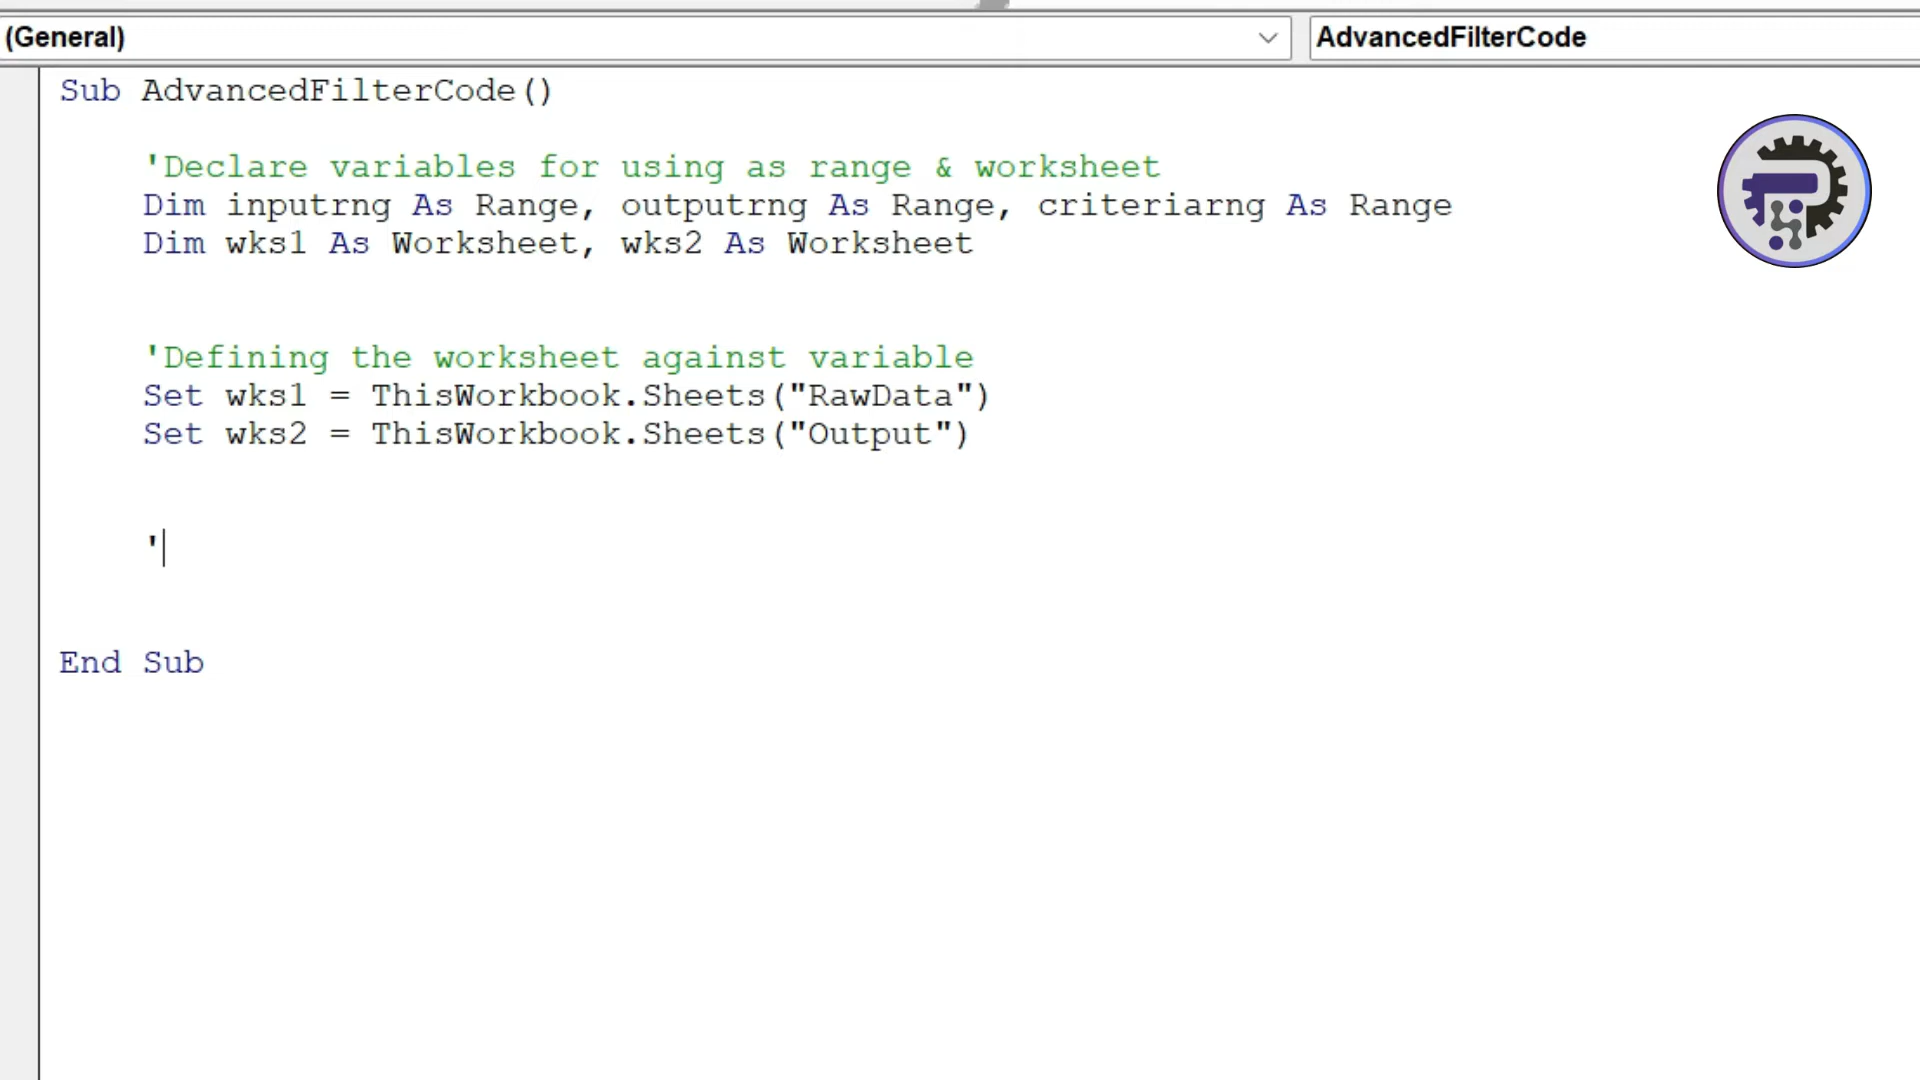 (General) AdvancedFilterCode
Sub AdvancedFilterCode()
'Declare variables for using as range & worksheet
Dim inputrng As Range, outputrng As Range, criteriarng As Range
Dim wks1 As Worksheet, wks2 As Worksheet
'Defining the worksheet against variable
Set wks1 = ThisWorkbook.Sheets("RawData")
Set wks2 = ThisWorkbook.Sheets("Output")
'
End Sub